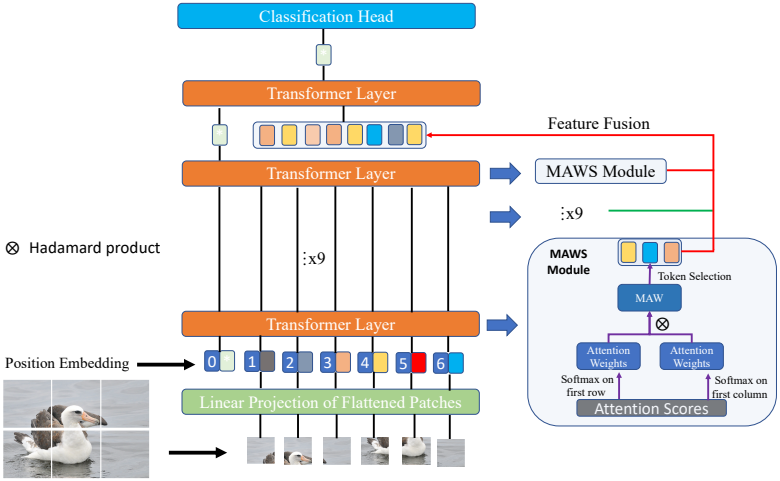 Classification Head
*
Transformer Layer
*
Feature Fusion
Transformer Layer
MAWS Module
⋮x9
⊗ Hadamard product
⋮x9
MAWS
Module
Token Selection
MAW
⊗
Transformer Layer
Attention
Weights
Attention
Weights
Position Embedding
0 * 1 2 3 4 5 6
Softmax on
first row
Softmax on
first column
Linear Projection of Flattened Patches
Attention Scores